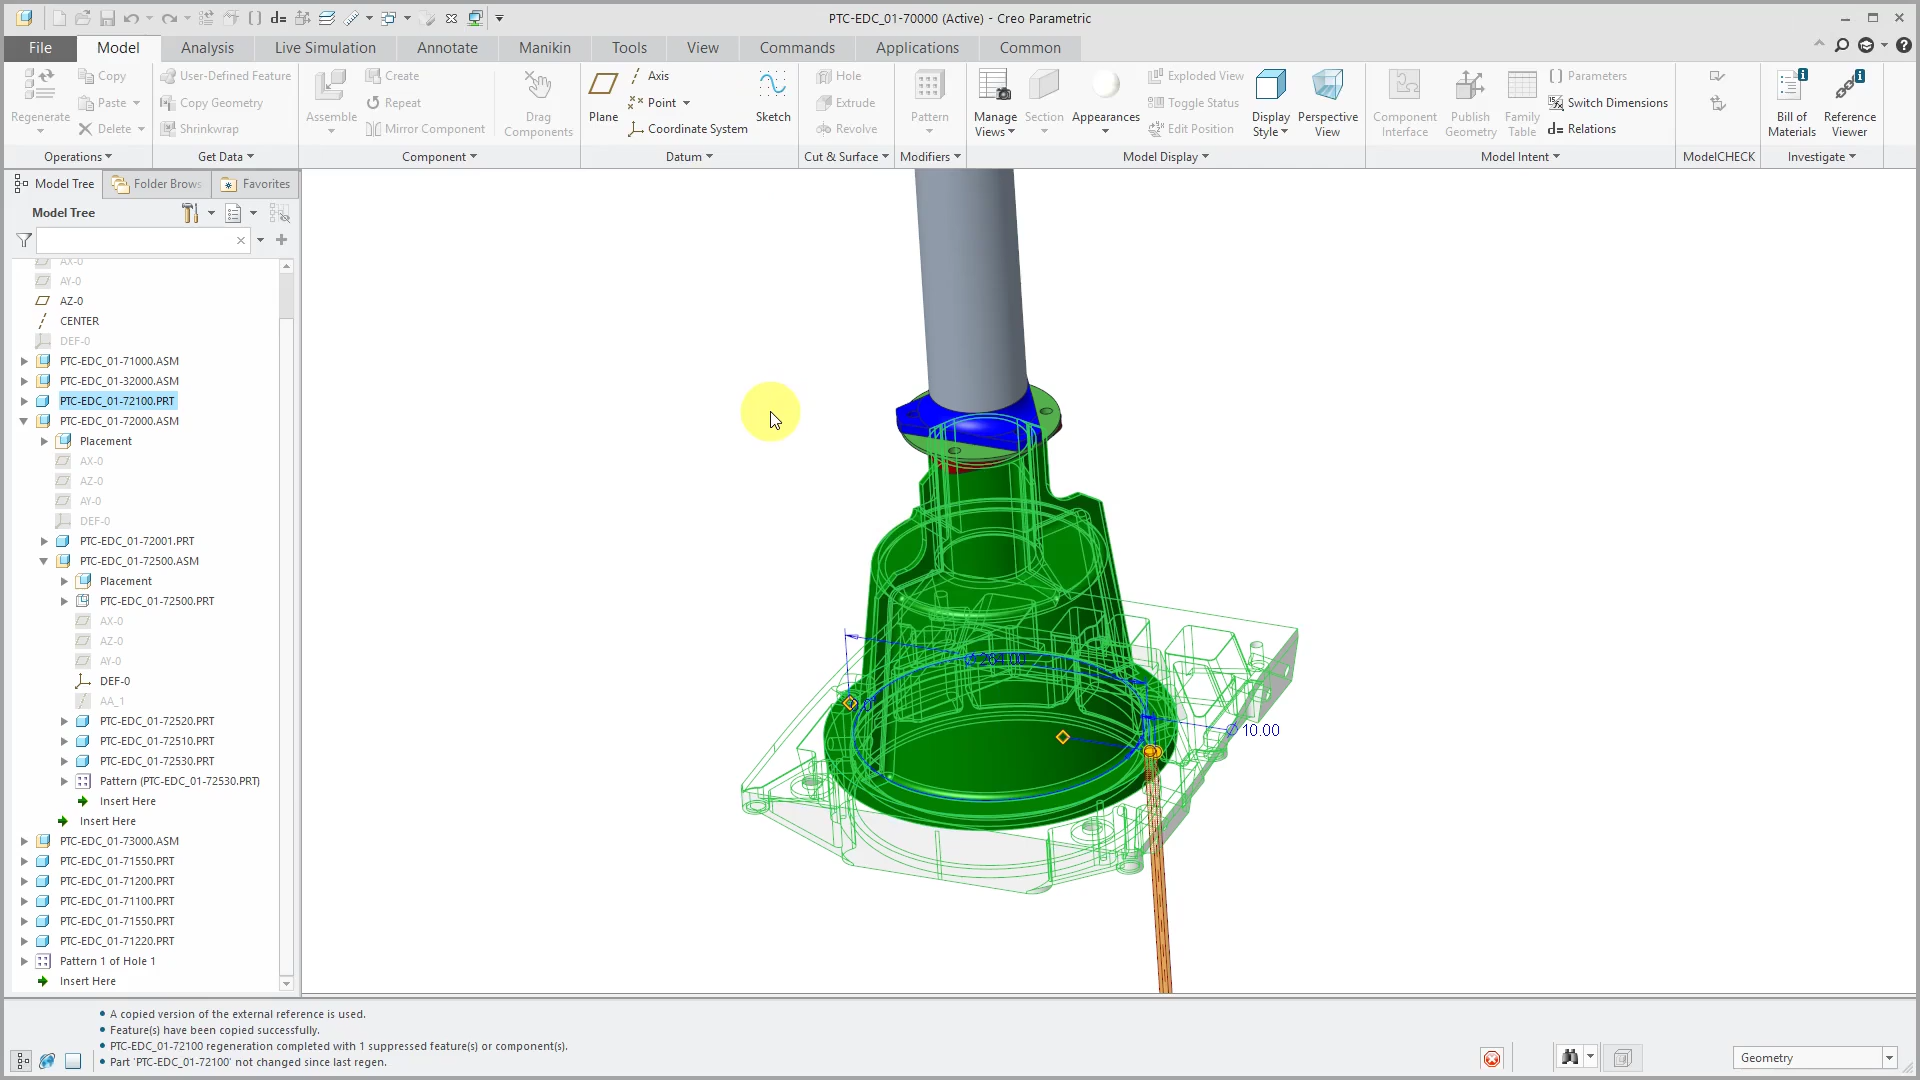 PTC-EDC_01-70000 (Active) - Creo Parametric
File
Model
Analysis
Live Simulation
Annotate
Manikin
Tools
View
Commands
Applications
Common
Regenerate
Copy
Paste
Delete
User-Defined Feature
Copy Geometry
Shrinkwrap
Assemble
Create
Repeat
Mirror Component
Drag
Components
Plane
Axis
Point
Coordinate System
Sketch
Hole
Extrude
Revolve
Pattern
Manage
Views
Section
Appearances
Exploded View
Toggle Status
Edit Position
Display
Style
Perspective
View
Component
Interface
Publish
Geometry
Family
Table
Parameters
Switch Dimensions
d= Relations
Bill of
Materials
Reference
Viewer
Operations
Get Data
Component
Datum
Cut & Surface
Modifiers
Model Display
Model Intent
ModelCHECK
Investigate
Model Tree
Folder Brows
Favorites
Model Tree
AX-0
AY-0
AZ-0
CENTER
DEF-0
PTC-EDC_01-71000.ASM
PTC-EDC_01-32000.ASM
PTC-EDC_01-72100.PRT
PTC-EDC_01-72000.ASM
Placement
AX-0
AZ-0
AY-0
DEF-0
PTC-EDC_01-72001.PRT
PTC-EDC_01-72500.ASM
Placement
PTC-EDC_01-72500.PRT
AX-0
AZ-0
AY-0
DEF-0
AA_1
PTC-EDC_01-72520.PRT
PTC-EDC_01-72510.PRT
PTC-EDC_01-72530.PRT
Pattern (PTC-EDC_01-72530.PRT)
Insert Here
Insert Here
PTC-EDC_01-73000.ASM
PTC-EDC_01-71550.PRT
PTC-EDC_01-71200.PRT
PTC-EDC_01-71100.PRT
PTC-EDC_01-71550.PRT
PTC-EDC_01-71220.PRT
Pattern 1 of Hole 1
Insert Here
∅10.00
• A copied version of the external reference is used.
• Feature(s) have been copied successfully.
• PTC-EDC_01-72100 regeneration completed with 1 suppressed feature(s) or component(s).
• Part 'PTC-EDC_01-72100' not changed since last regen.
Geometry